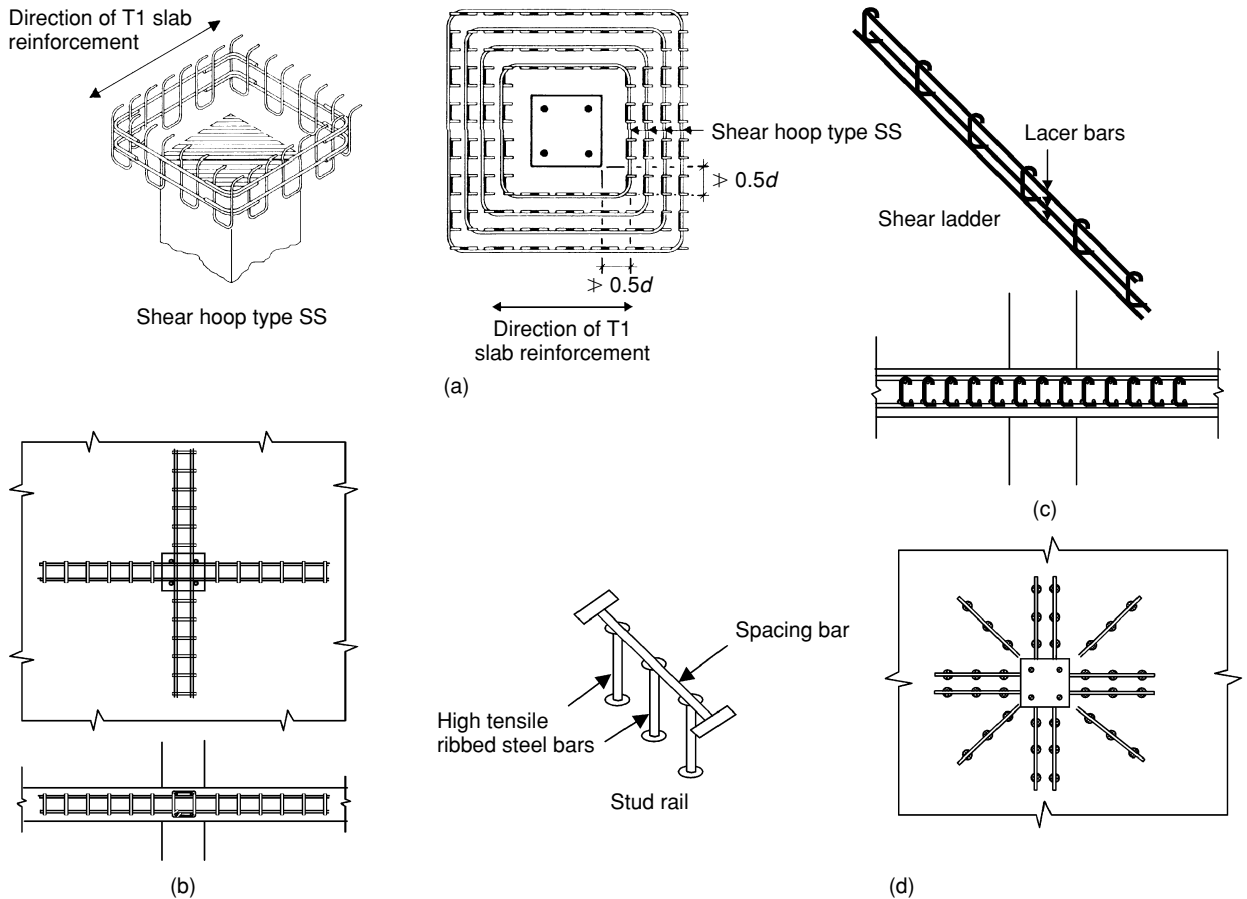 Direction of T1 slab
reinforcement
Shear hoop type SS
Shear hoop type SS
≯ 0.5d
≯ 0.5d
Direction of T1
slab reinforcement
(a)
Lacer bars
Shear ladder
(c)
(b)
Spacing bar
High tensile
ribbed steel bars
Stud rail
(d)